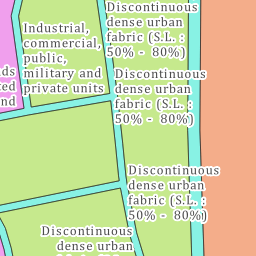 Discontinuous
dense urban
fabric (S.L. :
50% - 80%)
Industrial,
commercial,
public,
military and
private units
Discontinuous
dense urban
fabric (S.L. :
50% - 80%)
Discontinuous
dense urban
fabric (S.L. :
50% - 80%)
Discontinuous
dense urban